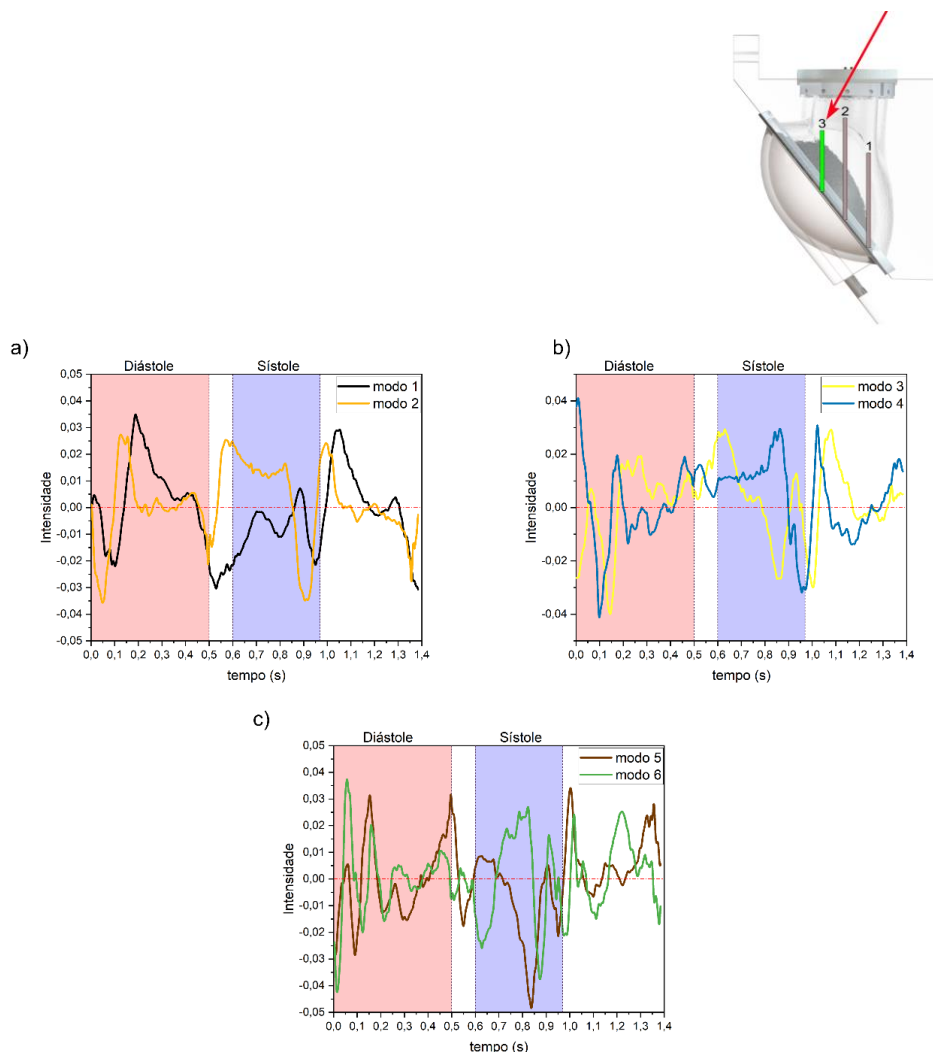 3
2
1
a)
Diástole Sístole
0,05
0,04
0,03
0,02
0,01
0,00
-0,01
-0,02
-0,03
-0,04
-0,05
Intensidade
modo 1
modo 2
0,0 0,1 0,2 0,3 0,4 0,5 0,6 0,7 0,8 0,9 1,0 1,1 1,2 1,3 1,4
tempo (s)
b)
Diástole Sístole
0,04
0,02
0,00
-0,02
-0,04
Intensidade
modo 3
modo 4
0,0 0,1 0,2 0,3 0,4 0,5 0,6 0,7 0,8 0,9 1,0 1,1 1,2 1,3 1,4
tempo (s)
c)
Diástole Sístole
0,05
0,04
0,03
0,02
0,01
0,00
-0,01
-0,02
-0,03
-0,04
-0,05
Intensidade
modo 5
modo 6
0,0 0,1 0,2 0,3 0,4 0,5 0,6 0,7 0,8 0,9 1,0 1,1 1,2 1,3 1,4
tempo (s)